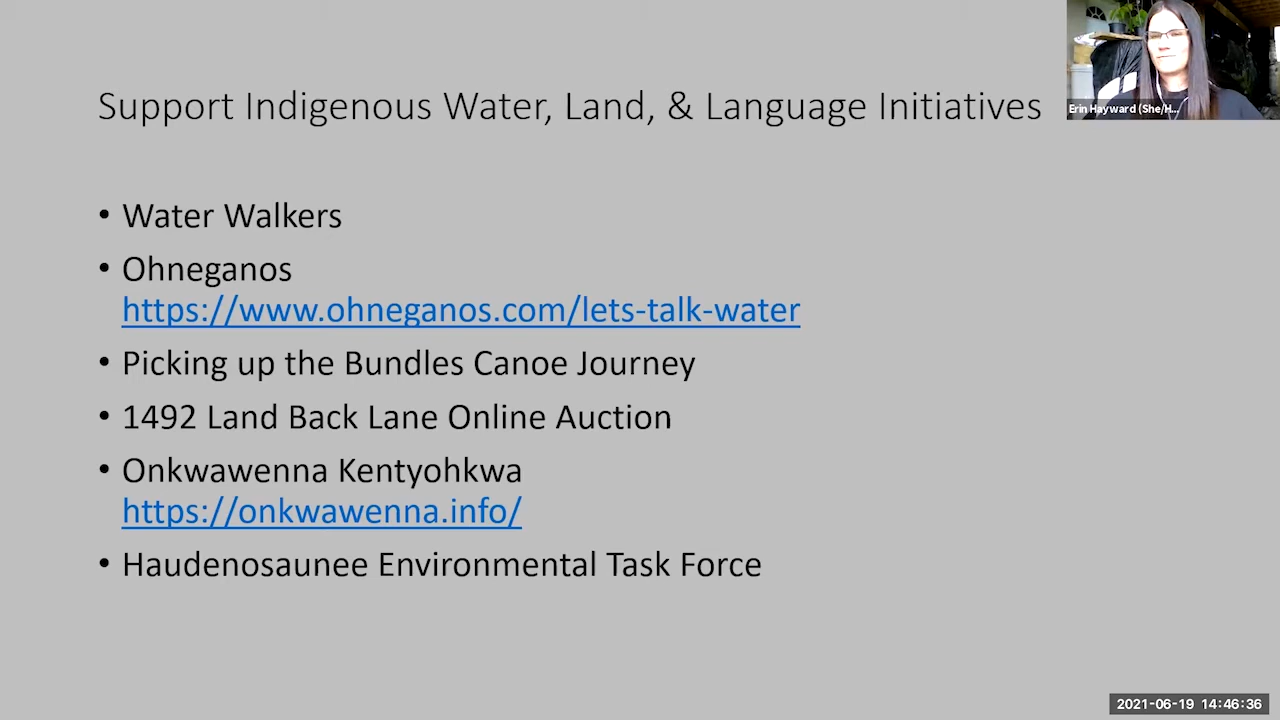 Support Indigenous Water, Land, & Language Initiatives
Erin Hayward (She/H...
• Water Walkers
• Ohneganos
https://www.ohneganos.com/lets-talk-water
• Picking up the Bundles Canoe Journey
• 1492 Land Back Lane Online Auction
• Onkwawenna Kentyohkwa
https://onkwawenna.info/
• Haudenosaunee Environmental Task Force
2021-06-19 14:46:36